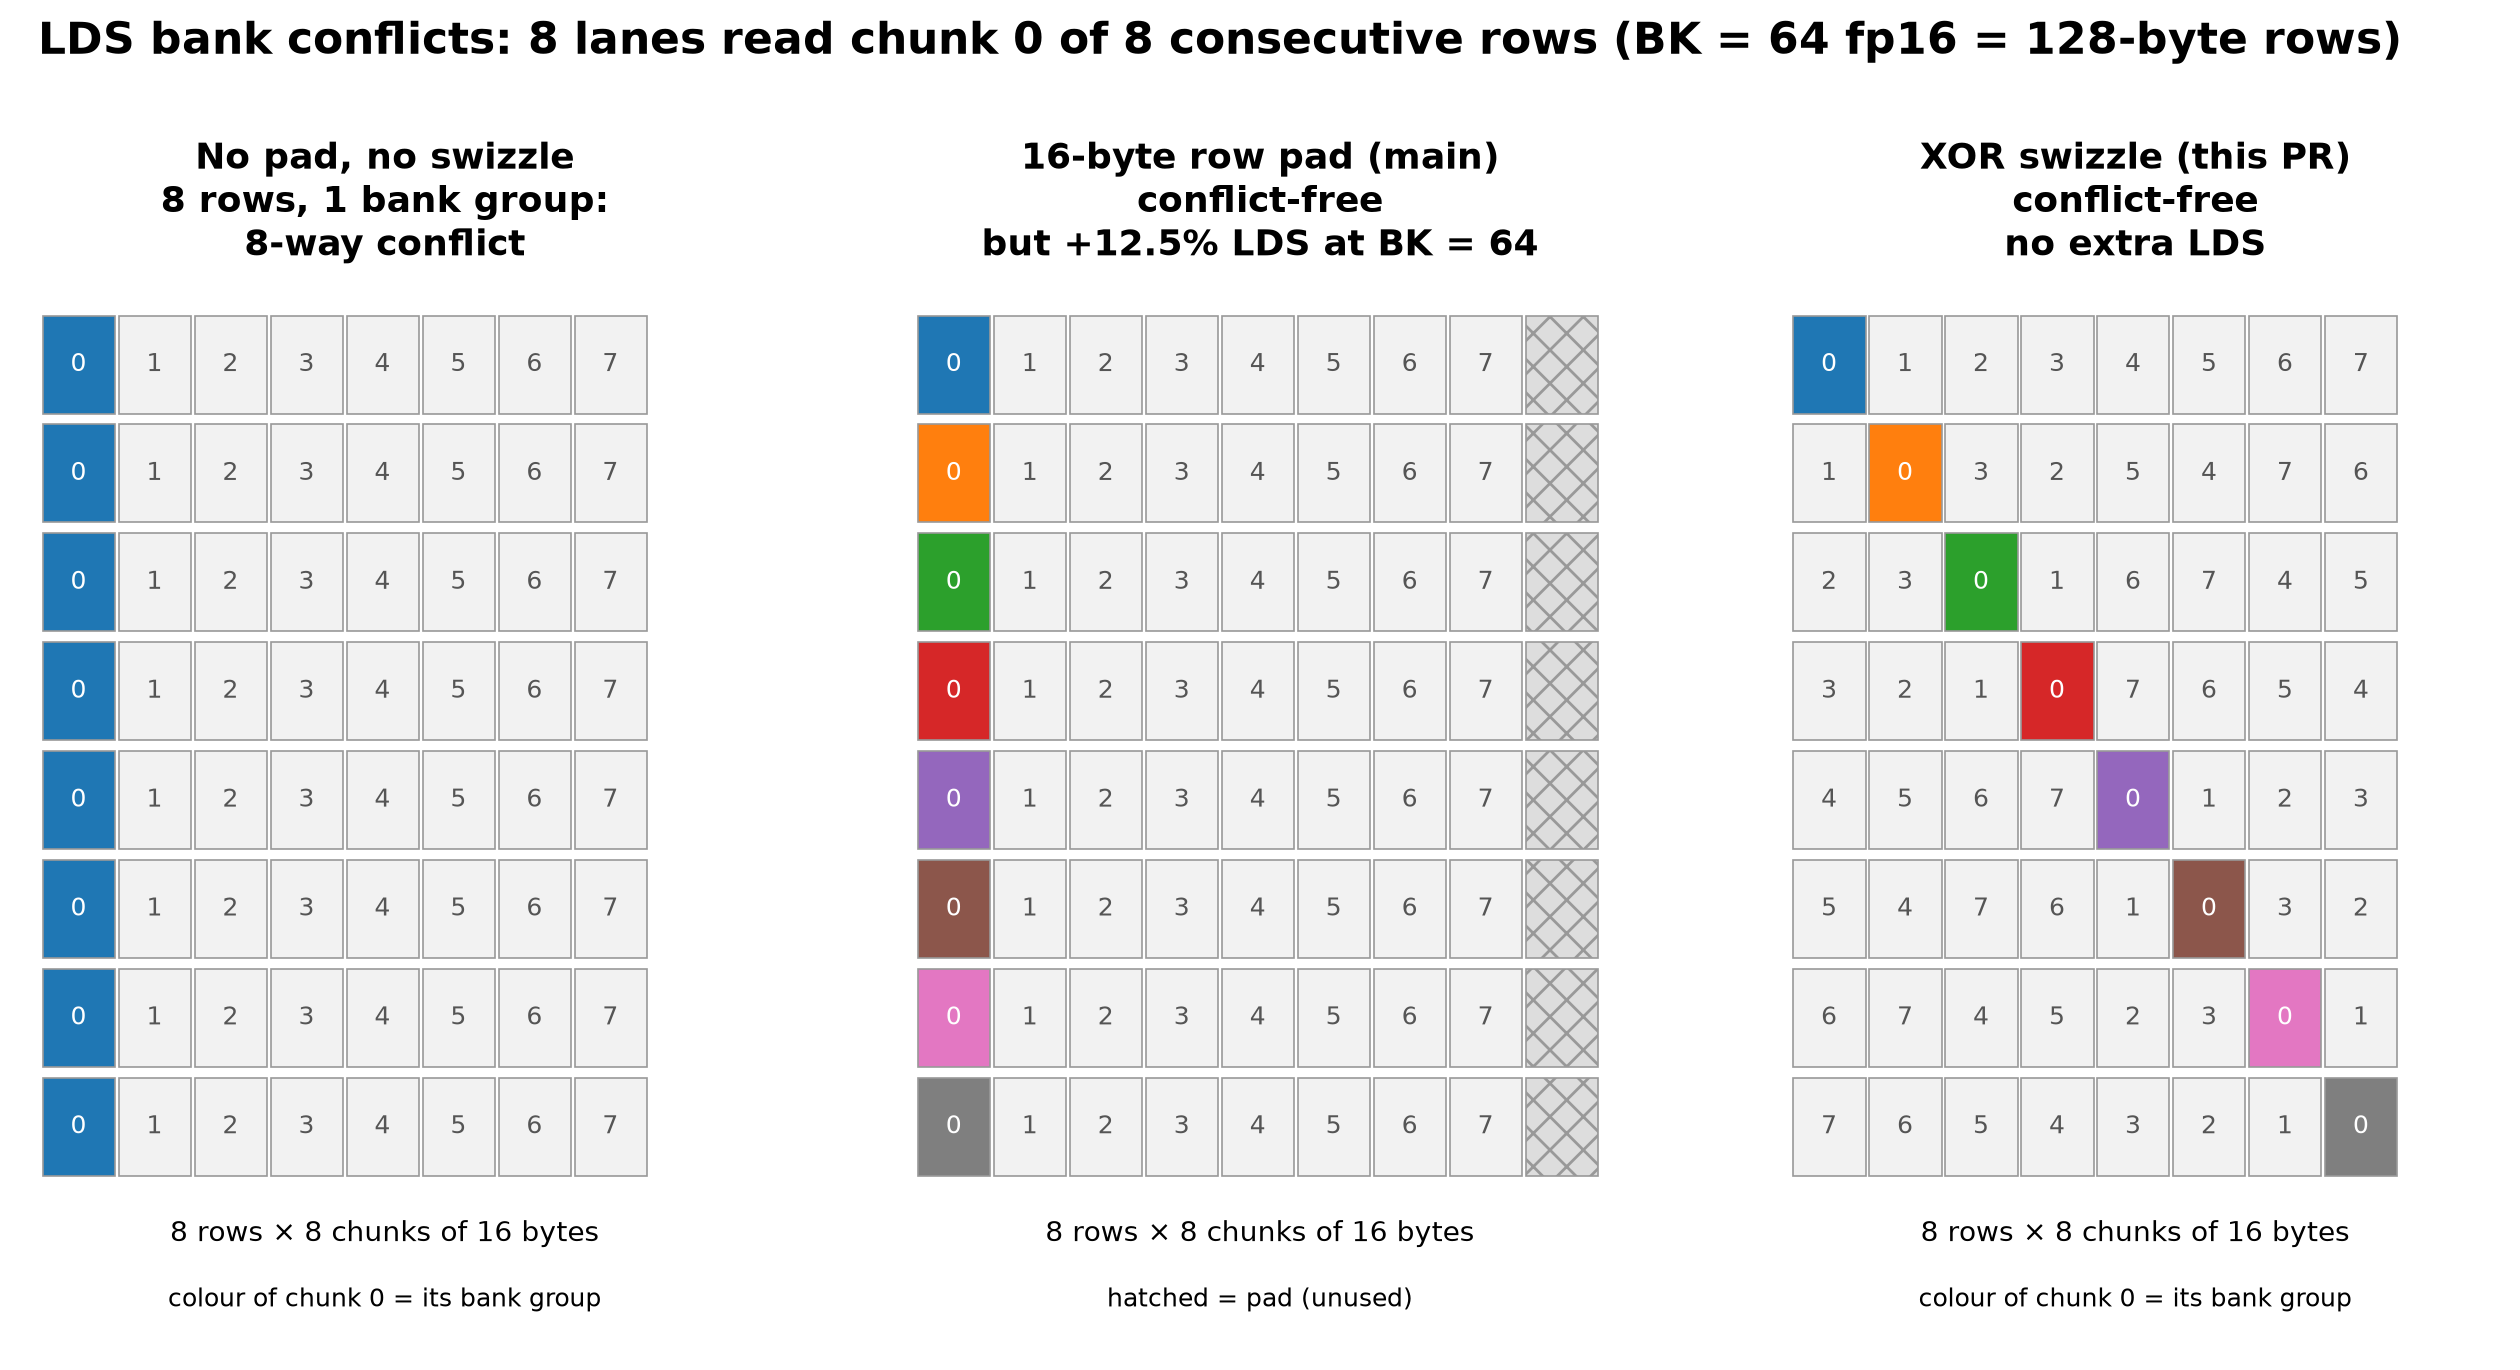 LDS bank conflicts: 8 lanes read chunk 0 of 8 consecutive rows (BK = 64 fp16 = 128-byte rows)
No pad, no swizzle
8 rows, 1 bank group:
8-way conflict
0 1 2 3 4 5 6 7
0 1 2 3 4 5 6 7
0 1 2 3 4 5 6 7
0 1 2 3 4 5 6 7
0 1 2 3 4 5 6 7
0 1 2 3 4 5 6 7
0 1 2 3 4 5 6 7
0 1 2 3 4 5 6 7
8 rows × 8 chunks of 16 bytes
colour of chunk 0 = its bank group
16-byte row pad (main)
conflict-free
but +12.5% LDS at BK = 64
0 1 2 3 4 5 6 7
0 1 2 3 4 5 6 7
0 1 2 3 4 5 6 7
0 1 2 3 4 5 6 7
0 1 2 3 4 5 6 7
0 1 2 3 4 5 6 7
0 1 2 3 4 5 6 7
0 1 2 3 4 5 6 7
8 rows × 8 chunks of 16 bytes
hatched = pad (unused)
XOR swizzle (this PR)
conflict-free
no extra LDS
0 1 2 3 4 5 6 7
1 0 3 2 5 4 7 6
2 3 0 1 6 7 4 5
3 2 1 0 7 6 5 4
4 5 6 7 0 1 2 3
5 4 7 6 1 0 3 2
6 7 4 5 2 3 0 1
7 6 5 4 3 2 1 0
8 rows × 8 chunks of 16 bytes
colour of chunk 0 = its bank group